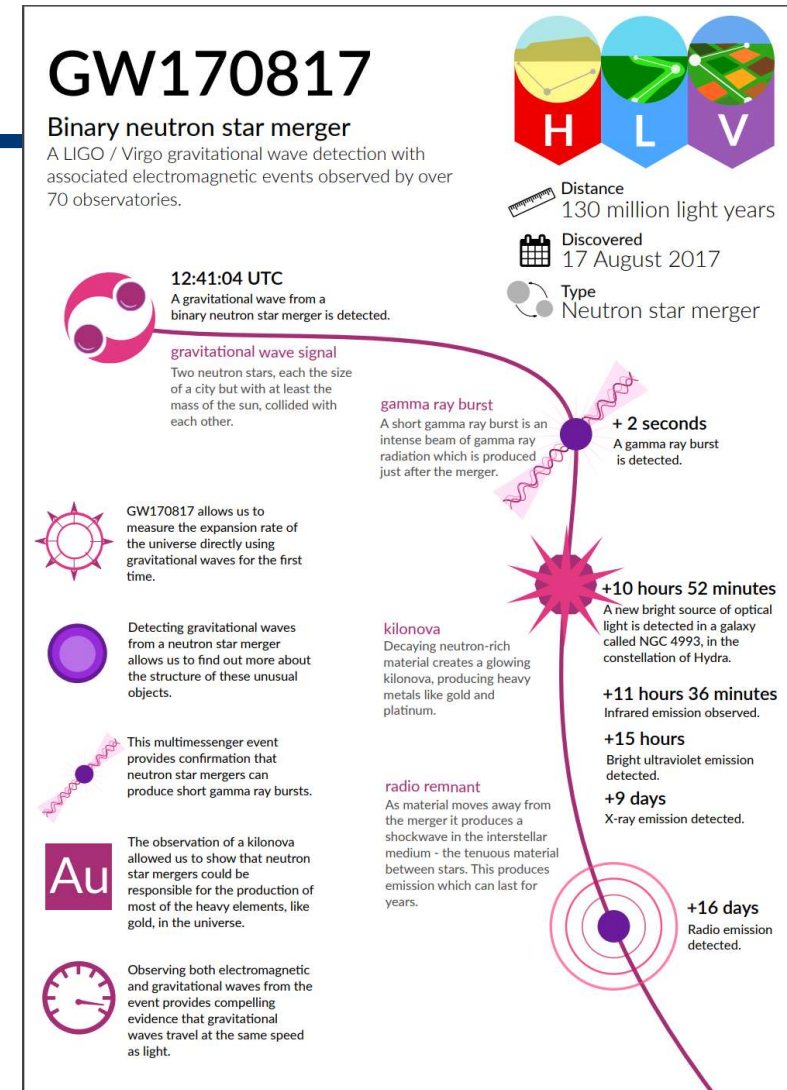 GW170817
Binary neutron star merger
A LIGO / Virgo gravitational wave detection with
associated electromagnetic events observed by over
70 observatories.
H L V
Distance
130 million light years
Discovered
17 August 2017
Type
Neutron star merger
12:41:04 UTC
A gravitational wave from a
binary neutron star merger is detected.
gravitational wave signal
Two neutron stars, each the size
of a city but with at least the
mass of the sun, collided with
each other.
gamma ray burst
A short gamma ray burst is an
intense beam of gamma ray
radiation which is produced
just after the merger.
+ 2 seconds
A gamma ray burst
is detected.
GW170817 allows us to
measure the expansion rate of
the universe directly using
gravitational waves for the first
time.
Detecting gravitational waves
from a neutron star merger
allows us to find out more about
the structure of these unusual
objects.
This multimessenger event
provides confirmation that
neutron star mergers can
produce short gamma ray bursts.
Au
The observation of a kilonova
allowed us to show that neutron
star mergers could be
responsible for the production of
most of the heavy elements, like
gold, in the universe.
Observing both electromagnetic
and gravitational waves from the
event provides compelling
evidence that gravitational
waves travel at the same speed
as light.
kilonova
Decaying neutron-rich
material creates a glowing
kilonova, producing heavy
metals like gold and
platinum.
radio remnant
As material moves away from
the merger it produces a
shockwave in the interstellar
medium - the tenuous material
between stars. This produces
emission which can last for
years.
+10 hours 52 minutes
A new bright source of optical
light is detected in a galaxy
called NGC 4993, in the
constellation of Hydra.
+11 hours 36 minutes
Infrared emission observed.
+15 hours
Bright ultraviolet emission
detected.
+9 days
X-ray emission detected.
+16 days
Radio emission
detected.